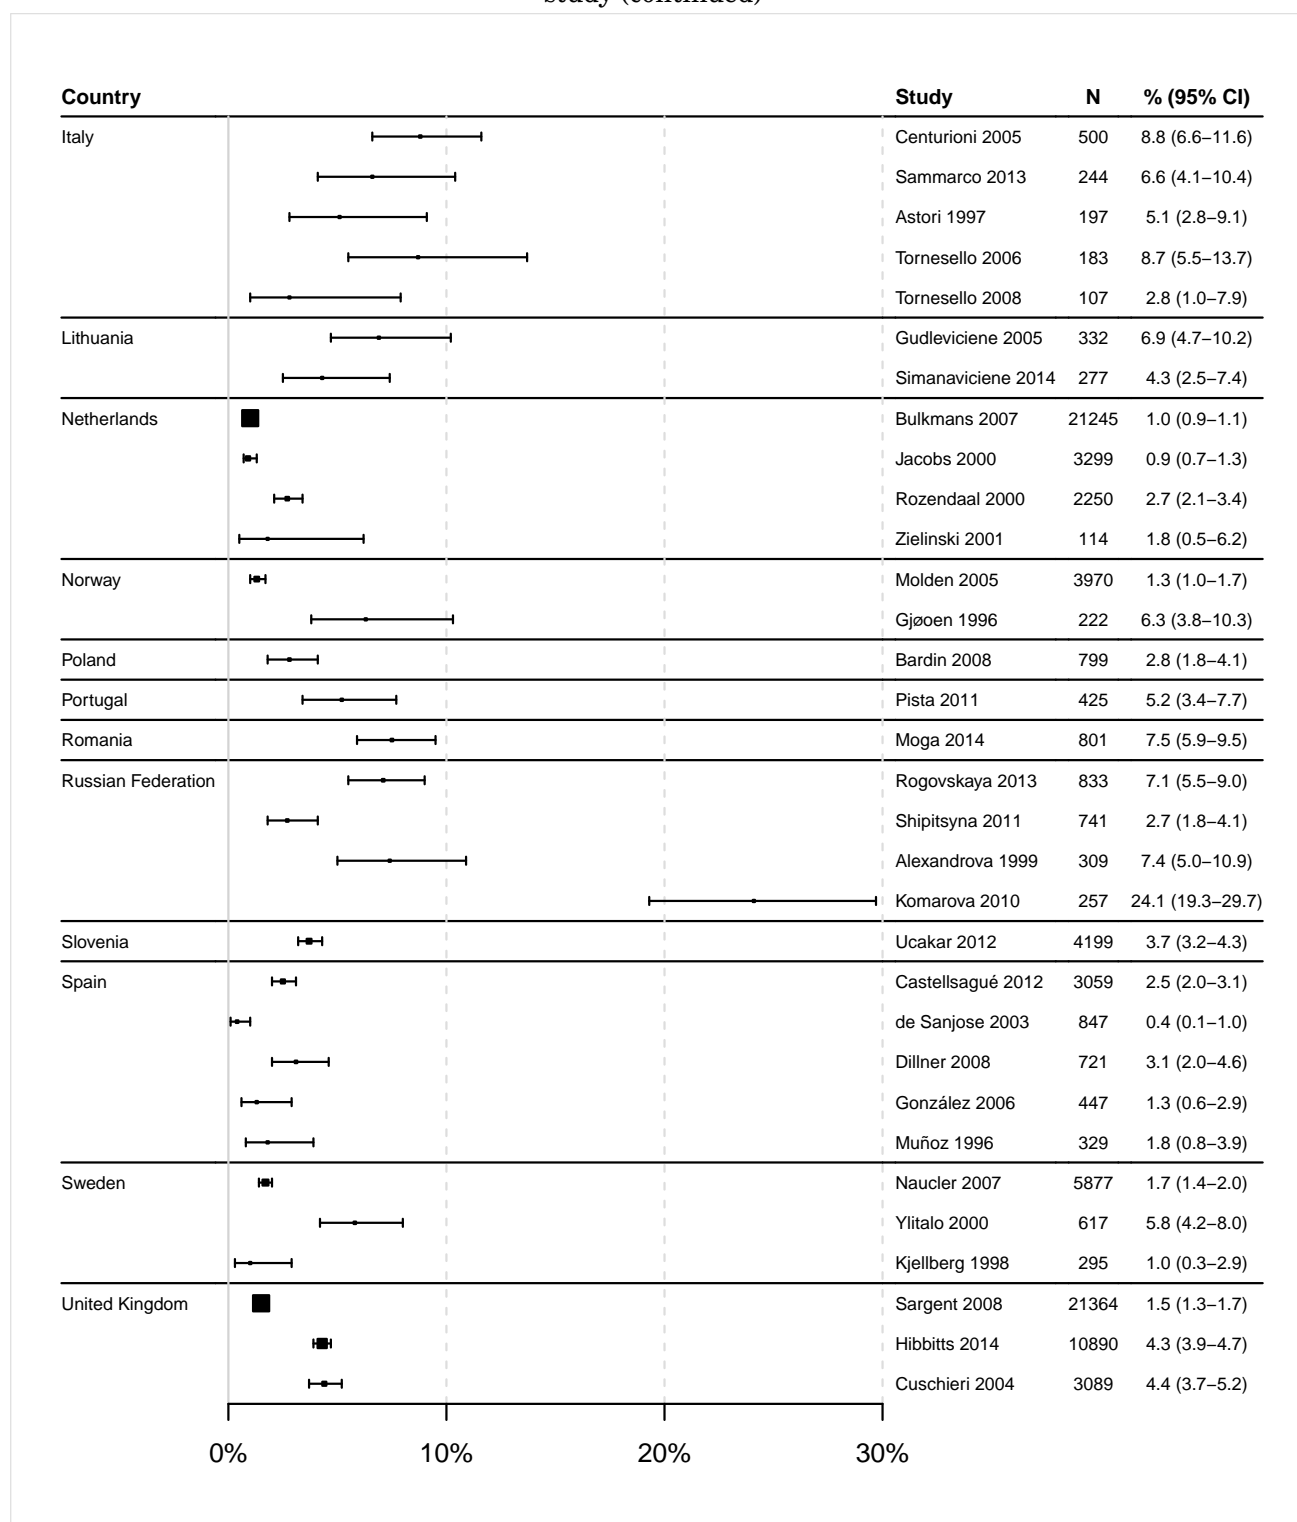 study (continued)
Country Study N % (95% CI)
Italy Centurioni 2005 500 8.8 (6.6−11.6)
Sammarco 2013 244 6.6 (4.1−10.4)
Astori 1997 197 5.1 (2.8−9.1)
Tornesello 2006 183 8.7 (5.5−13.7)
Tornesello 2008 107 2.8 (1.0−7.9)
Lithuania Gudleviciene 2005 332 6.9 (4.7−10.2)
Simanaviciene 2014 277 4.3 (2.5−7.4)
Netherlands Bulkmans 2007 21245 1.0 (0.9−1.1)
Jacobs 2000 3299 0.9 (0.7−1.3)
Rozendaal 2000 2250 2.7 (2.1−3.4)
Zielinski 2001 114 1.8 (0.5−6.2)
Norway Molden 2005 3970 1.3 (1.0−1.7)
Gjøoen 1996 222 6.3 (3.8−10.3)
Poland Bardin 2008 799 2.8 (1.8−4.1)
Portugal Pista 2011 425 5.2 (3.4−7.7)
Romania Moga 2014 801 7.5 (5.9−9.5)
Russian Federation Rogovskaya 2013 833 7.1 (5.5−9.0)
Shipitsyna 2011 741 2.7 (1.8−4.1)
Alexandrova 1999 309 7.4 (5.0−10.9)
Komarova 2010 257 24.1 (19.3−29.7)
Slovenia Ucakar 2012 4199 3.7 (3.2−4.3)
Spain Castellsagué 2012 3059 2.5 (2.0−3.1)
de Sanjose 2003 847 0.4 (0.1−1.0)
Dillner 2008 721 3.1 (2.0−4.6)
González 2006 447 1.3 (0.6−2.9)
Muñoz 1996 329 1.8 (0.8−3.9)
Sweden Naucler 2007 5877 1.7 (1.4−2.0)
Ylitalo 2000 617 5.8 (4.2−8.0)
Kjellberg 1998 295 1.0 (0.3−2.9)
United Kingdom Sargent 2008 21364 1.5 (1.3−1.7)
Hibbitts 2014 10890 4.3 (3.9−4.7)
Cuschieri 2004 3089 4.4 (3.7−5.2)
0% 10% 20% 30%